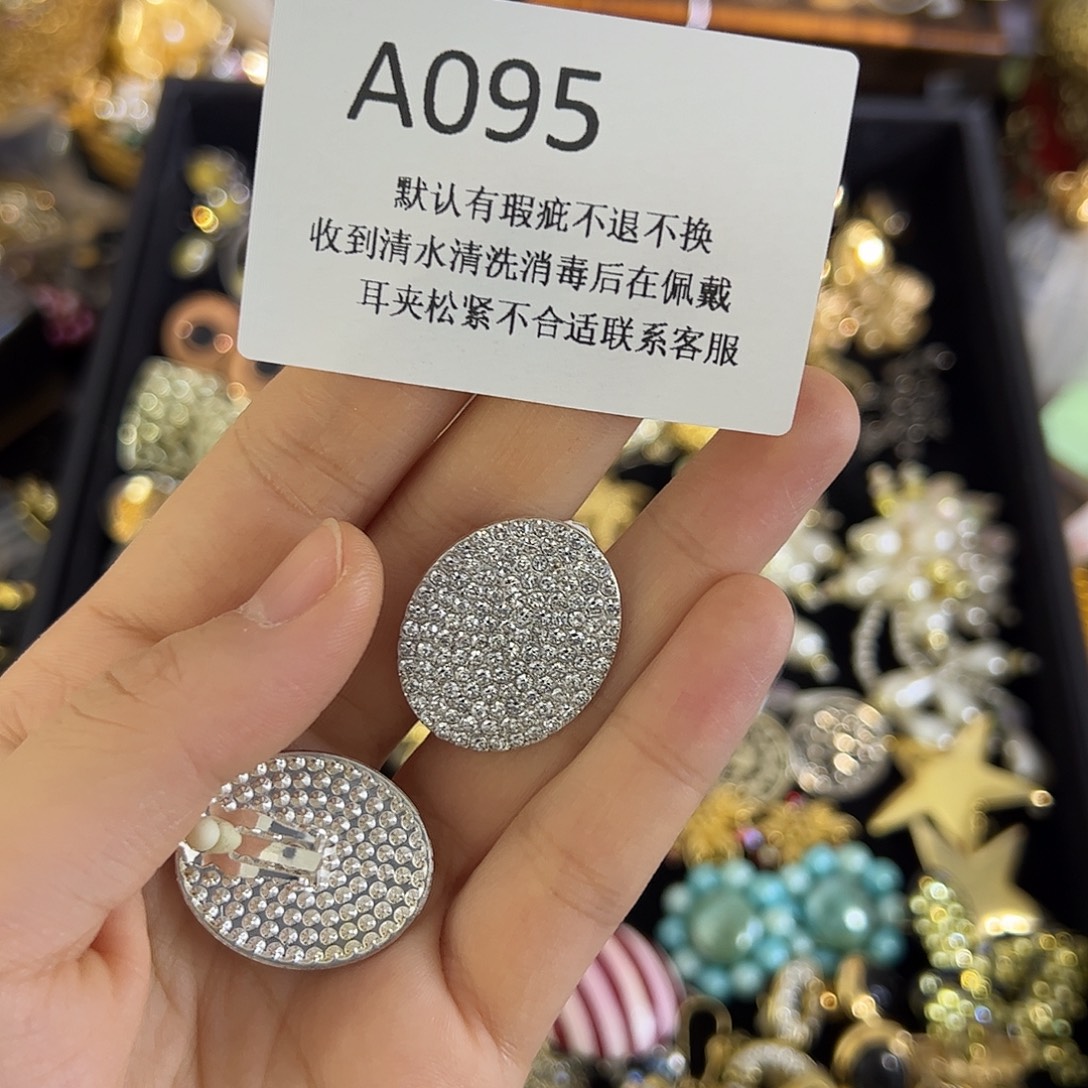 A095
默认有瑕疵不退不换
收到清水清洗消毒后在佩戴
耳夹松紧不合适联系客服